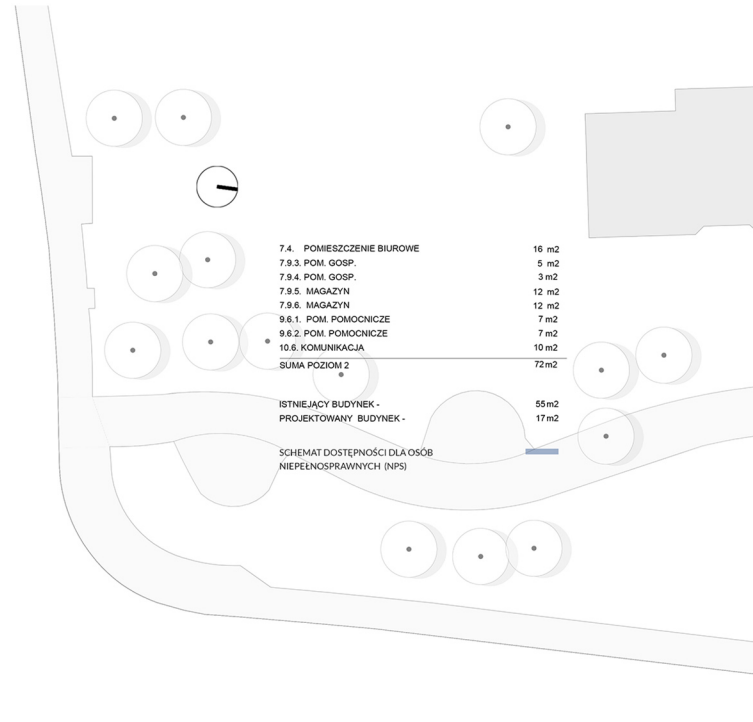 7.4. POMIESZCZENIE BIUROWE 16 m2
7.9.3. POM. GOSP. 5 m2
7.9.4. POM. GOSP. 3 m2
7.9.5. MAGAZYN 12 m2
7.9.6. MAGAZYN 12 m2
9.6.1. POM. POMOCNICZE 7 m2
9.6.2. POM. POMOCNICZE 7 m2
10.6. KOMUNIKACJA 10 m2
SUMA POZIOM 2 72 m2
ISTNIEJĄCY BUDYNEK - 55 m2
PROJEKTOWANY BUDYNEK - 17 m2
SCHEMAT DOSTĘPNOŚCI DLA OSÓB
NIEPEŁNOSPRAWNYCH (NPS)